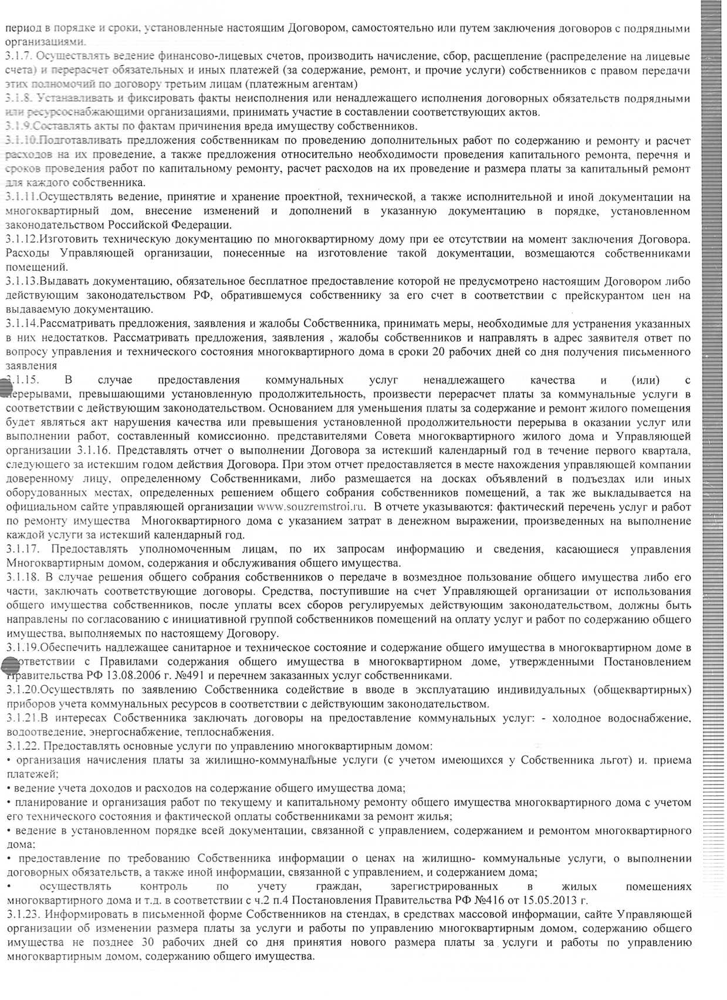 период в порядке и сроки, установленные настоящим Договором, самостоятельно или путем заключения договоров с подрядными
организациями.
3.1.7. Осуществлять ведение финансово-лицевых счетов, производить начисление, сбор, расщепление (распределение на лицевые
счета) и перерасчет обязательных и иных платежей (за содержание, ремонт, и прочие услуги) собственников с правом передачи
этих полномочий по договору третьим лицам (платежным агентам)
3.1.8. Устанавливать и фиксировать факты неисполнения или ненадлежащего исполнения договорных обязательств подрядными
или ресурсоснабжающими организациями, принимать участие в составлении соответствующих актов.
3.1.9.Составлять акты по фактам причинения вреда имуществу собственников.
3.1.10.Подготавливать предложения собственникам по проведению дополнительных работ по содержанию и ремонту и расчет
расходов на их проведение, а также предложения относительно необходимости проведения капитального ремонта, перечня и
сроков проведения работ по капитальному ремонту, расчет расходов на их проведение и размера платы за капитальный ремонт
для каждого собственника.
3.1.11.Осуществлять ведение, принятие и хранение проектной, технической, а также исполнительной и иной документации на
многоквартирный дом, внесение изменений и дополнений в указанную документацию в порядке, установленном
законодательством Российской Федерации.
3.1.12.Изготовить техническую документацию по многоквартирному дому при ее отсутствии на момент заключения Договора.
Расходы Управляющей организации, понесенные на изготовление такой документации, возмещаются собственниками
помещений.
3.1.13.Выдавать документацию, обязательное бесплатное предоставление которой не предусмотрено настоящим Договором либо
действующим законодательством РФ, обратившемуся собственнику за его счет в соответствии с прейскурантом цен на
выдаваемую документацию.
3.1.14.Рассматривать предложения, заявления и жалобы Собственника, принимать меры, необходимые для устранения указанных
в них недостатков. Рассматривать предложения, заявления , жалобы собственников и направлять в адрес заявителя ответ по
вопросу управления и технического состояния многоквартирного дома в сроки 20 рабочих дней со дня получения письменного
заявления
3.1.15. В случае предоставления коммунальных услуг ненадлежащего качества и (или) с
перерывами, превышающими установленную продолжительность, произвести перерасчет платы за коммунальные услуги в
соответствии с действующим законодательством. Основанием для уменьшения платы за содержание и ремонт жилого помещения
будет являться акт нарушения качества или превышения установленной продолжительности перерыва в оказании услуг или
выполнении работ, составленный комиссионно. представителями Совета многоквартирного жилого дома и Управляющей
организации 3.1.16. Представлять отчет о выполнении Договора за истекший календарный год в течение первого квартала,
следующего за истекшим годом действия Договора. При этом отчет предоставляется в месте нахождения управляющей компании
доверенному лицу, определенному Собственниками, либо размещается на досках объявлений в подъездах или иных
оборудованных местах, определенных решением общего собрания собственников помещений, а так же выкладывается на
официальном сайте управляющей организации www.souzremstroi.ru. В отчете указываются: фактический перечень услуг и работ
по ремонту имущества Многоквартирного дома с указанием затрат в денежном выражении, произведенных на выполнение
каждой услуги за истекший календарный год.
3.1.17. Предоставлять уполномоченным лицам, по их запросам информацию и сведения, касающиеся управления
Многоквартирным домом, содержания и обслуживания общего имущества.
3.1.18. В случае решения общего собрания собственников о передаче в возмездное пользование общего имущества либо его
части, заключать соответствующие договоры. Средства, поступившие на счет Управляющей организации от использования
общего имущества собственников, после уплаты всех сборов регулируемых действующим законодательством, должны быть
направлены по согласованию с инициативной группой собственников помещений на оплату услуг и работ по содержанию общего
имущества, выполняемых по настоящему Договору.
3.1.19.Обеспечить надлежащее санитарное и техническое состояние и содержание общего имущества в многоквартирном доме в
ответствии с Правилами содержания общего имущества в многоквартирном доме, утвержденными Постановлением
Правительства РФ 13.08.2006 г. №491 и перечнем заказанных услуг собственниками.
3.1.20.Осуществлять по заявлению Собственника содействие в вводе в эксплуатацию индивидуальных (общеквартирных)
приборов учета коммунальных ресурсов в соответствии с действующим законодательством.
3.1.21.В интересах Собственника заключать договоры на предоставление коммунальных услуг: - холодное водоснабжение,
водоотведение, энергоснабжение, теплоснабжения.
3.1.22. Предоставлять основные услуги по управлению многоквартирным домом:
• организация начисления платы за жилищно-коммунальные услуги (с учетом имеющихся у Собственника льгот) и. приема
платежей;
• ведение учета доходов и расходов на содержание общего имущества дома;
• планирование и организация работ по текущему и капитальному ремонту общего имущества многоквартирного дома с учетом
его технического состояния и фактической оплаты собственниками за ремонт жилья;
• ведение в установленном порядке всей документации, связанной с управлением, содержанием и ремонтом многоквартирного
дома;
• предоставление по требованию Собственника информации о ценах на жилищно- коммунальные услуги, о выполнении
договорных обязательств, а также иной информации, связанной с управлением, и содержанием дома;
• осуществлять контроль по учету граждан, зарегистрированных в жилых помещениях
многоквартирного дома и т.д. в соответствии с ч.2 п.4 Постановления Правительства РФ №416 от 15.05.2013 г.
3.1.23. Информировать в письменной форме Собственников на стендах, в средствах массовой информации, сайте Управляющей
организации об изменении размера платы за услуги и работы по управлению многоквартирным домом, содержанию общего
имущества не позднее 30 рабочих дней со дня принятия нового размера платы за услуги и работы по управлению
многоквартирным домом, содержанию общего имущества.